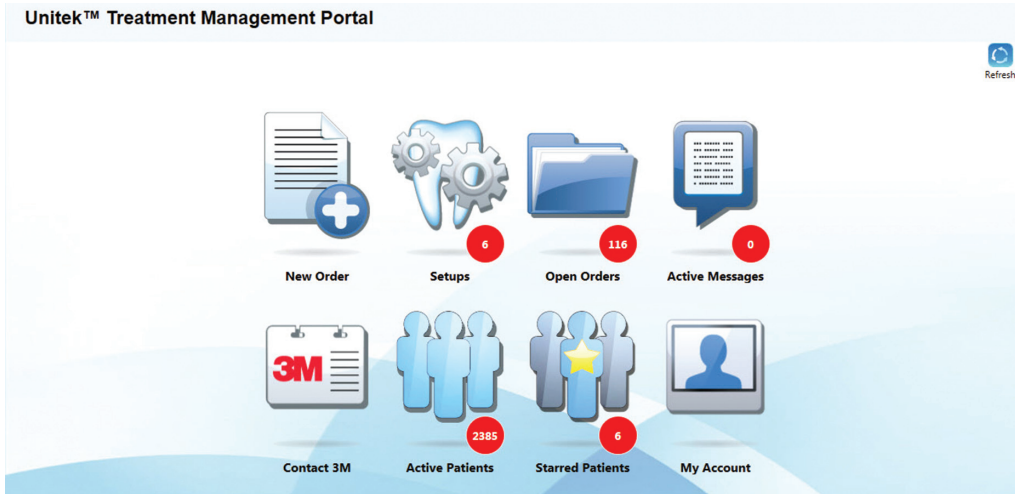 Unitek™ Treatment Management Portal
Refresh
6
116
0
New Order
Setups
Open Orders
Active Messages
3M
2385
6
Contact 3M
Active Patients
Starred Patients
My Account